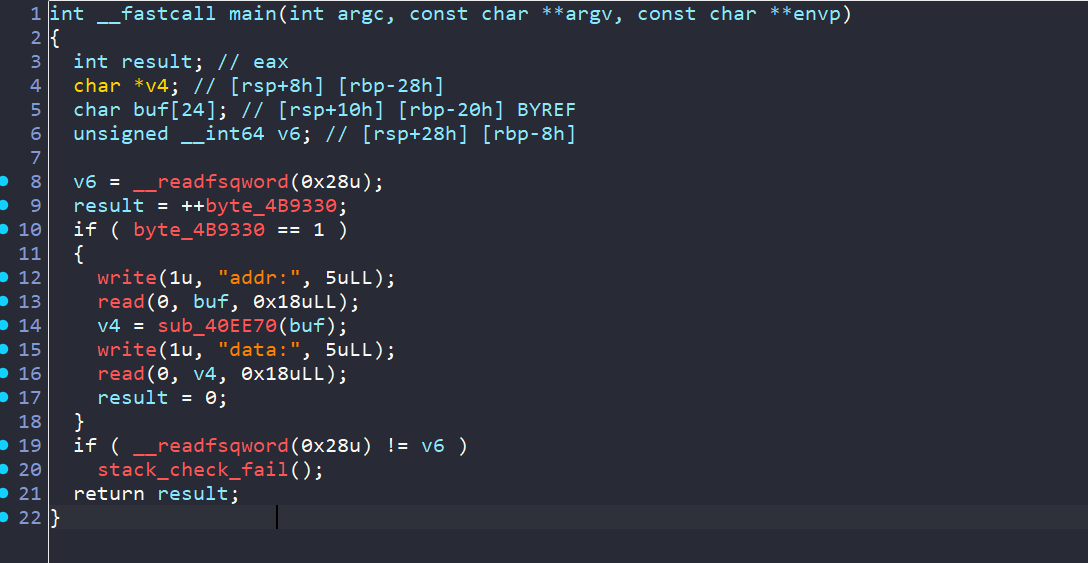 1 int __fastcall main(int argc, const char **argv, const char **envp)
2 {
3 int result; // eax
4 char *v4; // [rsp+8h] [rbp-28h]
5 char buf[24]; // [rsp+10h] [rbp-20h] BYREF
6 unsigned __int64 v6; // [rsp+28h] [rbp-8h]
7
8 v6 = __readfsqword(0x28u);
9 result = ++byte_4B9330;
10 if ( byte_4B9330 == 1 )
11 {
12 write(1u, "addr:", 5uLL);
13 read(0, buf, 0x18uLL);
14 v4 = sub_40EE70(buf);
15 write(1u, "data:", 5uLL);
16 read(0, v4, 0x18uLL);
17 result = 0;
18 }
19 if ( __readfsqword(0x28u) != v6 )
20 stack_check_fail();
21 return result;
22 }